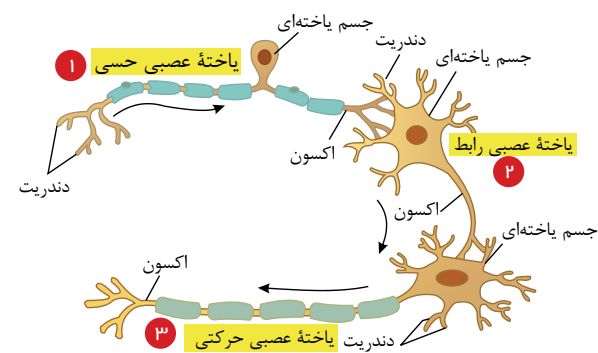 جسم یاخته‌ای
۱ یاختهٔ عصبی حسی
دندریت
اکسون
دندریت
جسم یاخته‌ای
یاختهٔ عصبی رابط
۲
اکسون
جسم یاخته‌ای
دندریت
اکسون
۳ یاختهٔ عصبی حرکتی